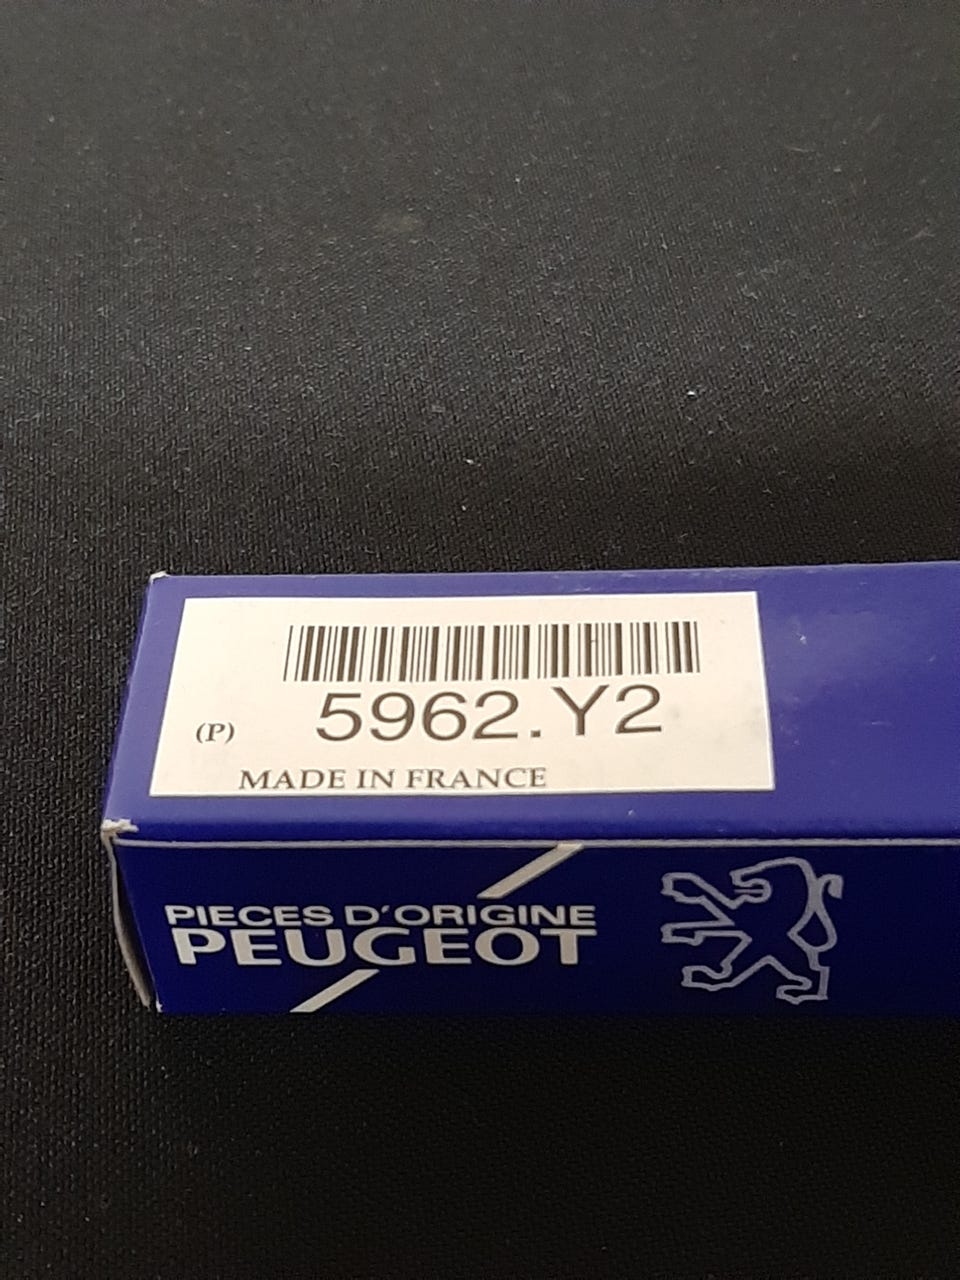 5962.Y2
(P)
MADE IN FRANCE
PIECES D'ORIGINE
PEUGEOT